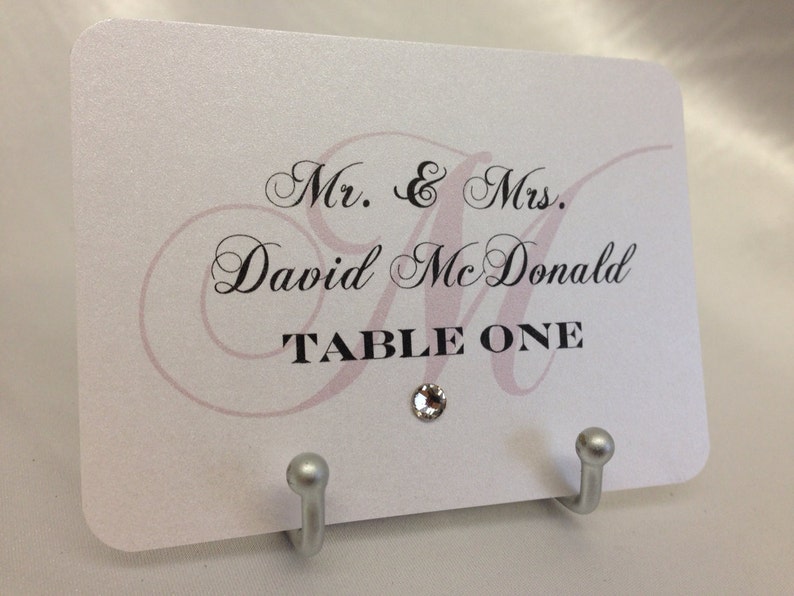 M
Mr. & Mrs.
David McDonald
TABLE ONE